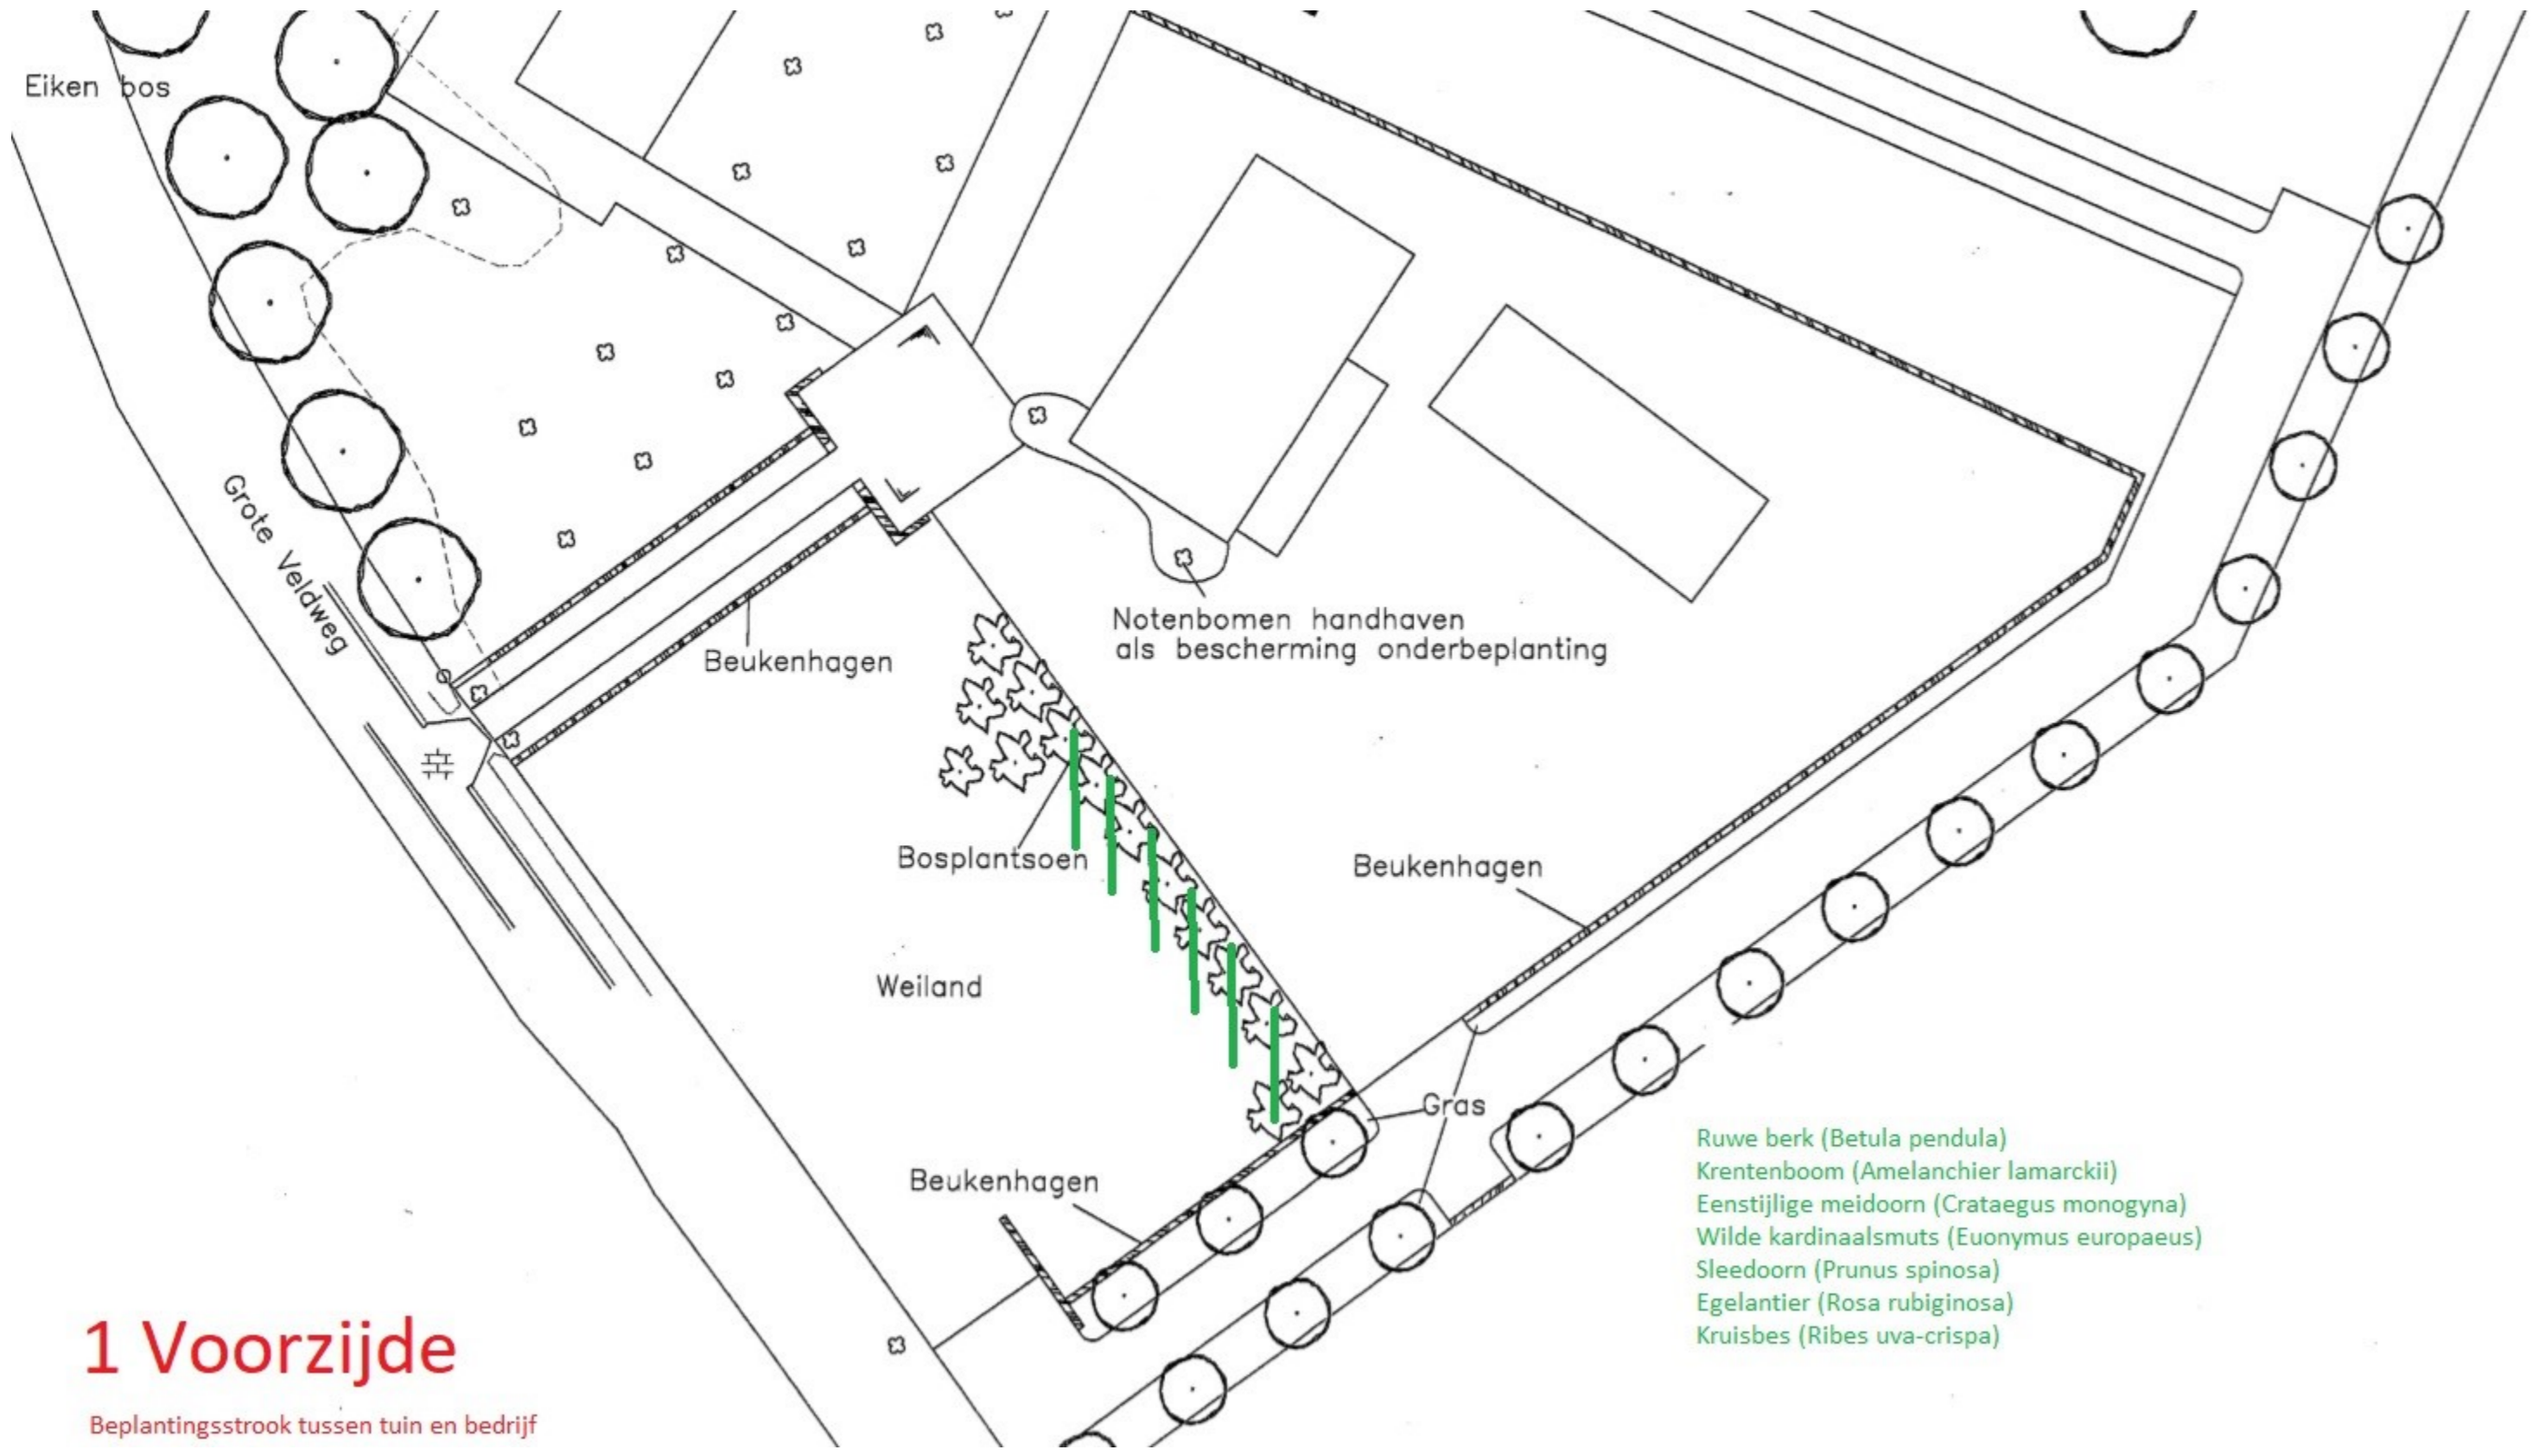 Eiken bos
Grote Veldweg
Notenbomen handhaven
als bescherming onderbeplanting
Beukenhagen
Bosplantsoen
Beukenhagen
Weiland
Gras
Beukenhagen
Ruwe berk (Betula pendula)
Krentenboom (Amelanchier lamarckii)
Eenstijlige meidoorn (Crataegus monogyna)
Wilde kardinaalsmuts (Euonymus europaeus)
Sleedoorn (Prunus spinosa)
Egelantier (Rosa rubiginosa)
Kruisbes (Ribes uva-crispa)
1 Voorzijde
Beplantingsstrook tussen tuin en bedrijf